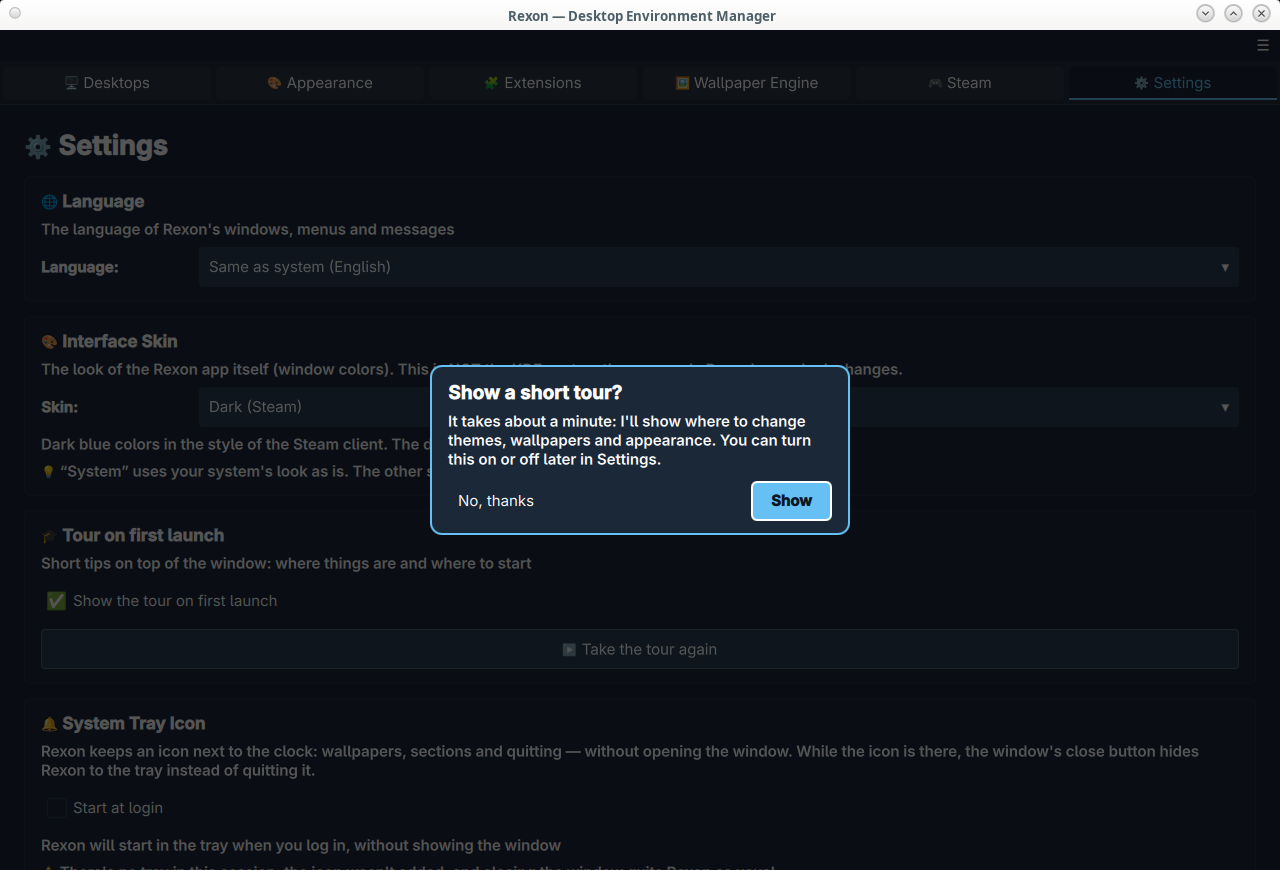 Rexon — Desktop Environment Manager
Desktops
Appearance
Extensions
Wallpaper Engine
Steam
Settings
Settings
Language
The language of Rexon's windows, menus and messages
Language:
Same as system (English)
Interface Skin
The look of the Rexon app itself (window colors). This
changes.
Skin:
Dark (Steam)
Dark blue colors in the style of the Steam client. The
“System” uses your system's look as is. The other
Show a short tour?
It takes about a minute: I'll show where to change
themes, wallpapers and appearance. You can turn
this on or off later in Settings.
No, thanks
Show
Tour on first launch
Short tips on top of the window: where things are and where to start
Show the tour on first launch
Take the tour again
System Tray Icon
Rexon keeps an icon next to the clock: wallpapers, sections and quitting — without opening the window. While the icon is there, the window's close button hides
Rexon to the tray instead of quitting it.
Start at login
Rexon will start in the tray when you log in, without showing the window